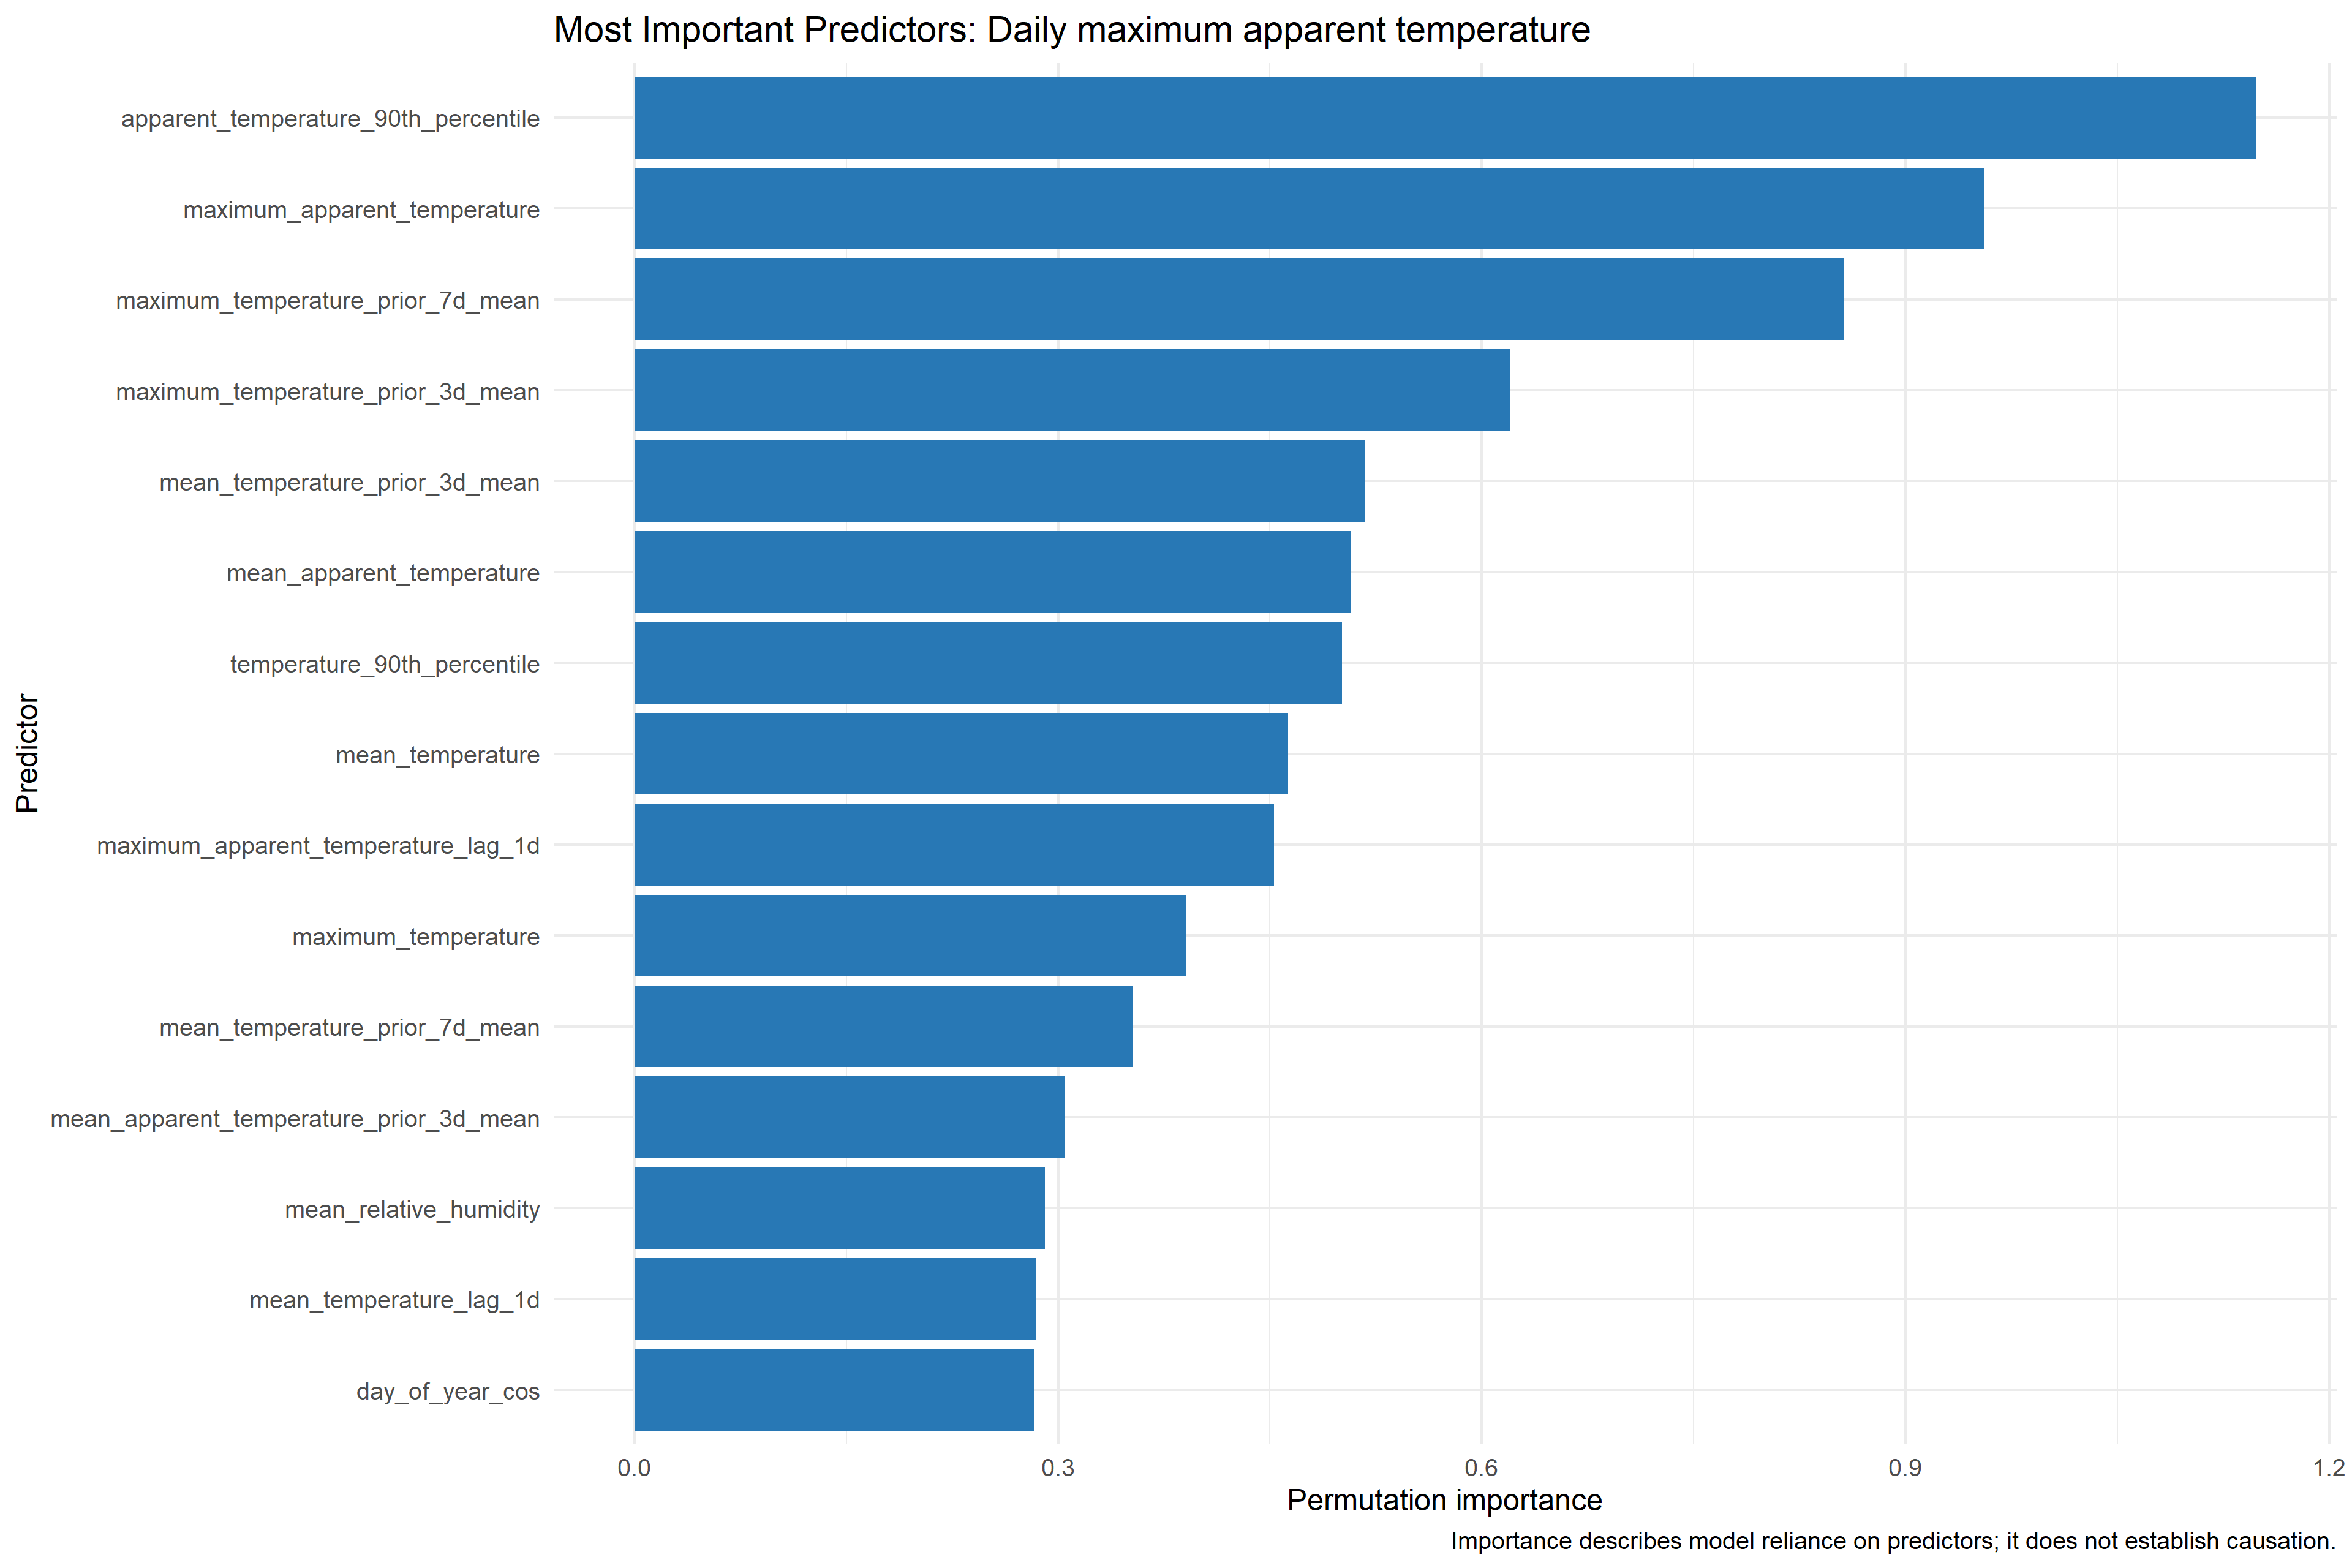 Most Important Predictors: Daily maximum apparent temperature
apparent_temperature_90th_percentile
maximum_apparent_temperature
maximum_temperature_prior_7d_mean
maximum_temperature_prior_3d_mean
mean_temperature_prior_3d_mean
mean_apparent_temperature
temperature_90th_percentile
mean_temperature
maximum_apparent_temperature_lag_1d
maximum_temperature
mean_temperature_prior_7d_mean
mean_apparent_temperature_prior_3d_mean
mean_relative_humidity
mean_temperature_lag_1d
day_of_year_cos
Predictor
0.0 0.3 0.6 0.9 1.2
Permutation importance
Importance describes model reliance on predictors; it does not establish causation.